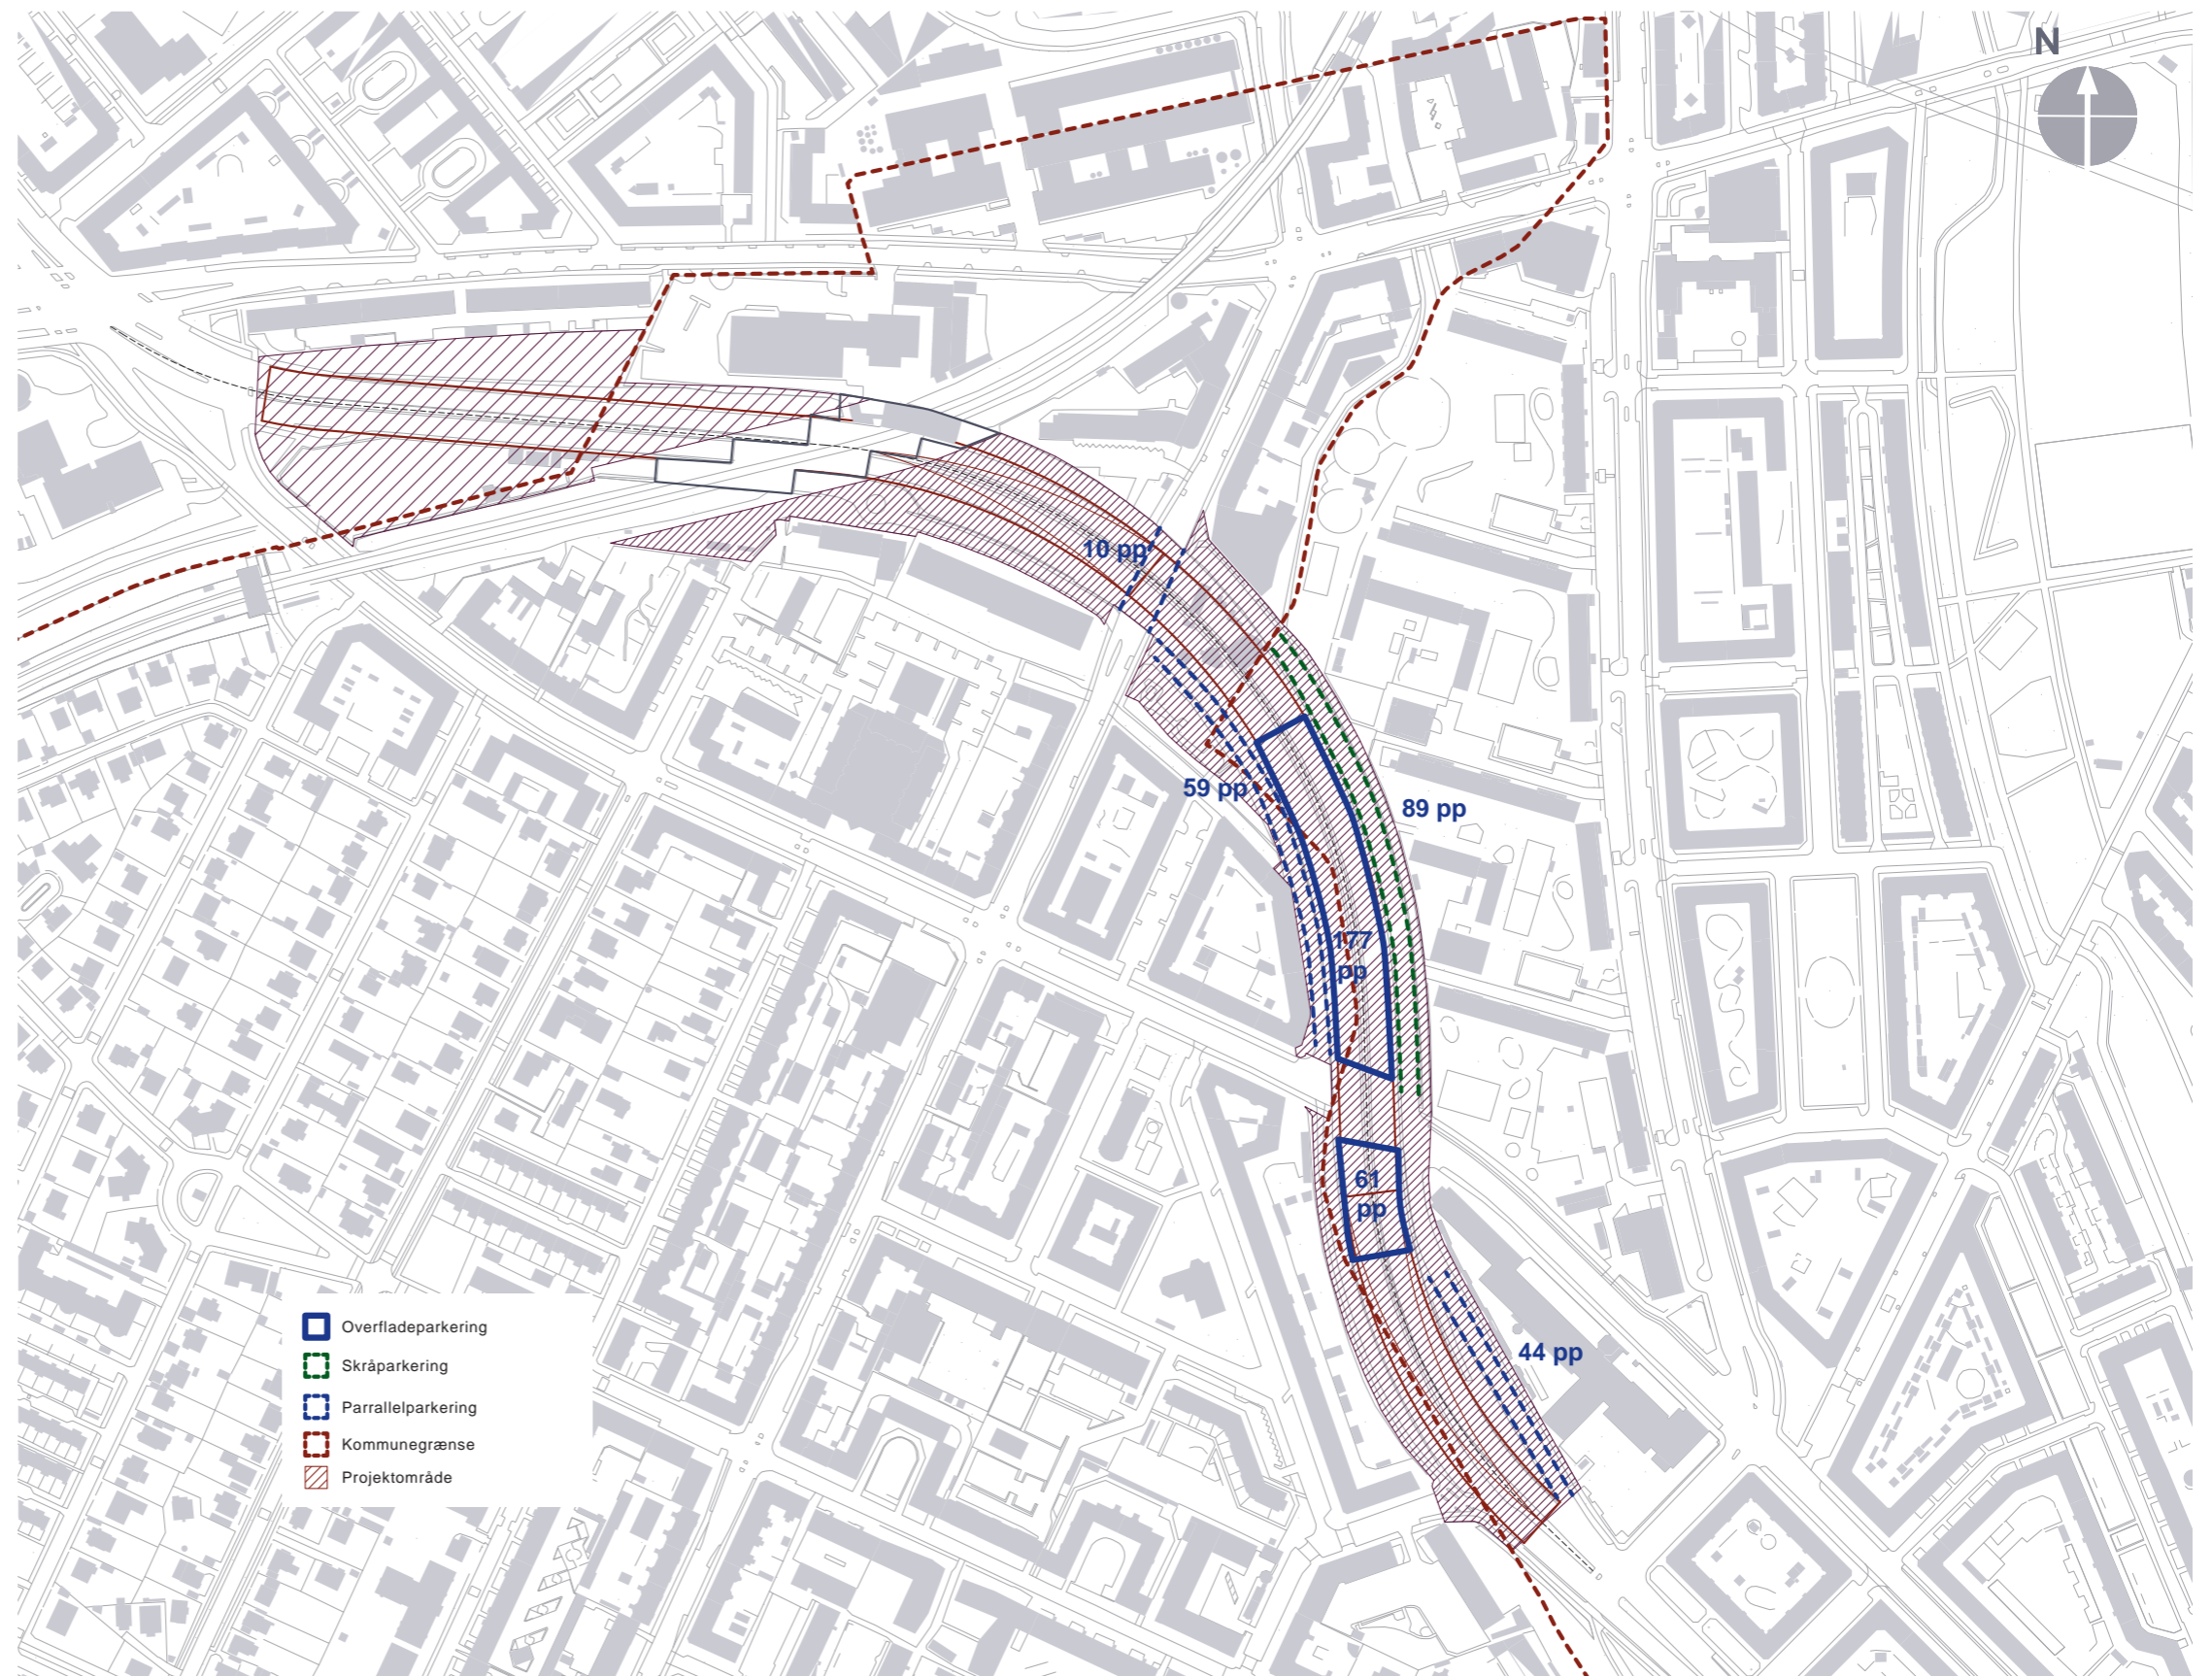 N
10 pp
59 pp
89 pp
177
pp
61
pp
44 pp
Overfladeparkering
Skråparkering
Parrallelparkering
Kommunegrænse
Projektområde